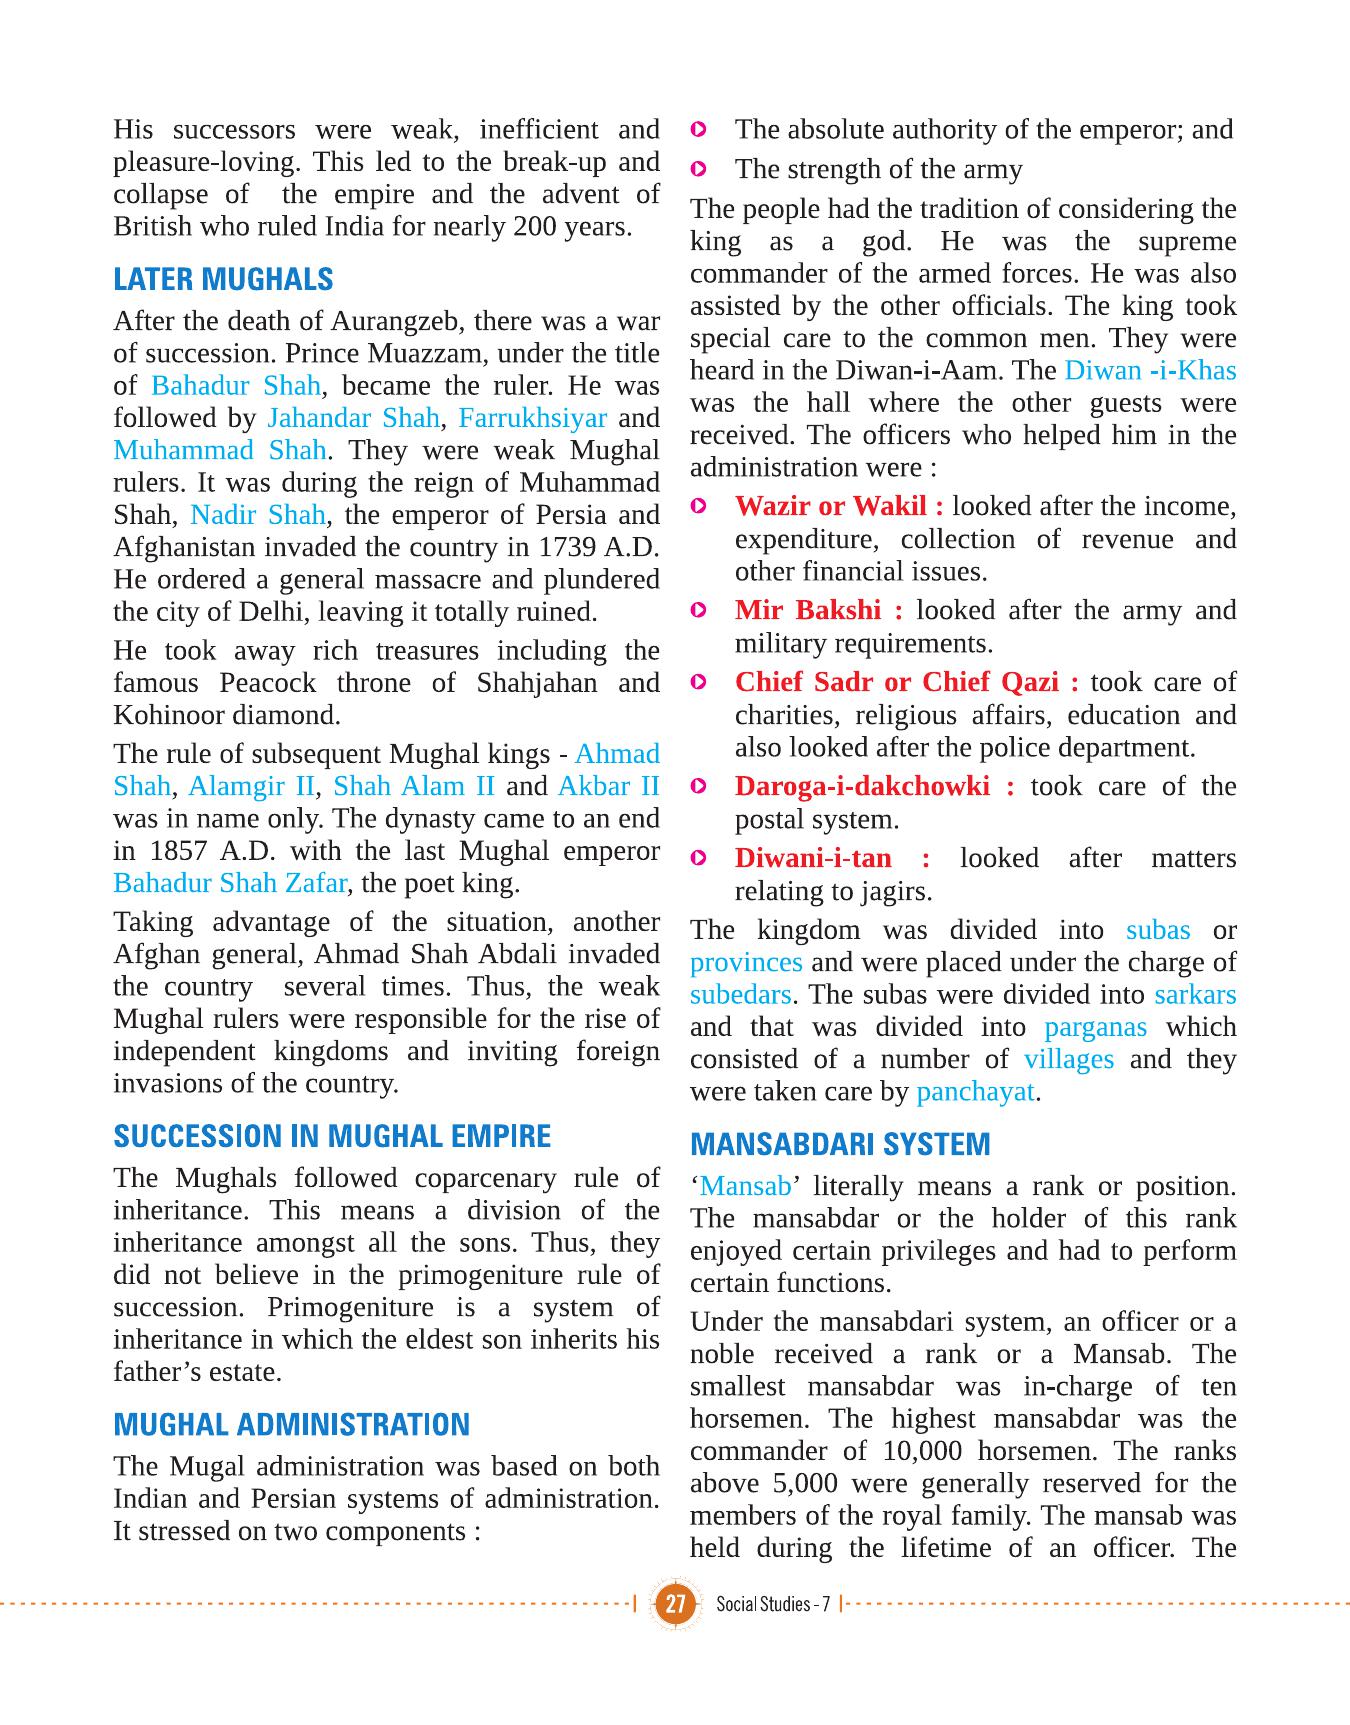 His successors were weak, inefficient and
pleasure-loving. This led to the break-up and
collapse of the empire and the advent of
British who ruled India for nearly 200 years.
LATER MUGHALS
After the death of Aurangzeb, there was a war
of succession. Prince Muazzam, under the title
of Bahadur Shah, became the ruler. He was
followed by Jahandar Shah, Farrukhsiyar and
Muhammad Shah. They were weak Mughal
rulers. It was during the reign of Muhammad
Shah, Nadir Shah, the emperor of Persia and
Afghanistan invaded the country in 1739 A.D.
He ordered a general massacre and plundered
the city of Delhi, leaving it totally ruined.
He took away rich treasures including the
famous Peacock throne of Shahjahan and
Kohinoor diamond.
The rule of subsequent Mughal kings - Ahmad
Shah, Alamgir II, Shah Alam II and Akbar II
was in name only. The dynasty came to an end
in 1857 A.D. with the last Mughal emperor
Bahadur Shah Zafar, the poet king.
Taking advantage of the situation, another
Afghan general, Ahmad Shah Abdali invaded
the country several times. Thus, the weak
Mughal rulers were responsible for the rise of
independent kingdoms and inviting foreign
invasions of the country.
SUCCESSION IN MUGHAL EMPIRE
The Mughals followed coparcenary rule of
inheritance. This means a division of the
inheritance amongst all the sons. Thus, they
did not believe in the primogeniture rule of
succession. Primogeniture is a system of
inheritance in which the eldest son inherits his
father’s estate.
MUGHAL ADMINISTRATION
The Mugal administration was based on both
Indian and Persian systems of administration.
It stressed on two components :
The absolute authority of the emperor; and
The strength of the army
The people had the tradition of considering the
king as a god. He was the supreme
commander of the armed forces. He was also
assisted by the other officials. The king took
special care to the common men. They were
heard in the Diwan-i-Aam. The Diwan -i-Khas
was the hall where the other guests were
received. The officers who helped him in the
administration were :
Wazir or Wakil : looked after the income,
expenditure, collection of revenue and
other financial issues.
Mir Bakshi : looked after the army and
military requirements.
Chief Sadr or Chief Qazi : took care of
charities, religious affairs, education and
also looked after the police department.
Daroga-i-dakchowki : took care of the
postal system.
Diwani-i-tan : looked after matters
relating to jagirs.
The kingdom was divided into subas or
provinces and were placed under the charge of
subedars. The subas were divided into sarkars
and that was divided into parganas which
consisted of a number of villages and they
were taken care by panchayat.
MANSABDARI SYSTEM
‘Mansab’ literally means a rank or position.
The mansabdar or the holder of this rank
enjoyed certain privileges and had to perform
certain functions.
Under the mansabdari system, an officer or a
noble received a rank or a Mansab. The
smallest mansabdar was in-charge of ten
horsemen. The highest mansabdar was the
commander of 10,000 horsemen. The ranks
above 5,000 were generally reserved for the
members of the royal family. The mansab was
held during the lifetime of an officer. The
27 Social Studies - 7